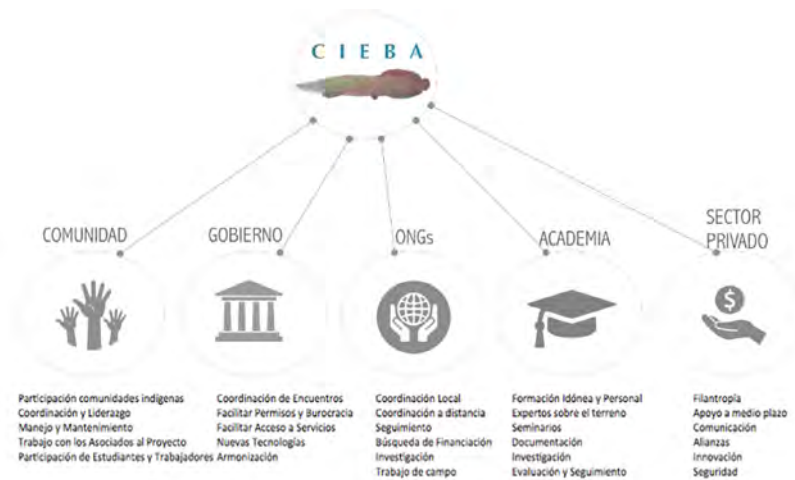 CIEBA
COMUNIDAD
Participación comunidades indígenas
Coordinación y Liderazgo
Manejo y Mantenimiento
Trabajo con los Asociados al Proyecto
Participación de Estudiantes y Trabajadores
GOBIERNO
Coordinación de Encuentros
Facilitar Permisos y Burocracia
Facilitar Acceso a Servicios
Nuevas Tecnologías
Armonización
ONGs
Coordinación Local
Coordinación a distancia
Seguimiento
Búsqueda de Financiación
Investigación
Trabajo de campo
ACADEMIA
Formación Idónea y Personal
Expertos sobre el terreno
Seminarios
Documentación
Investigación
Evaluación y Seguimiento
SECTOR
PRIVADO
$
Filantropía
Apoyo a medio plazo
Comunicación
Alianzas
Innovación
Seguridad